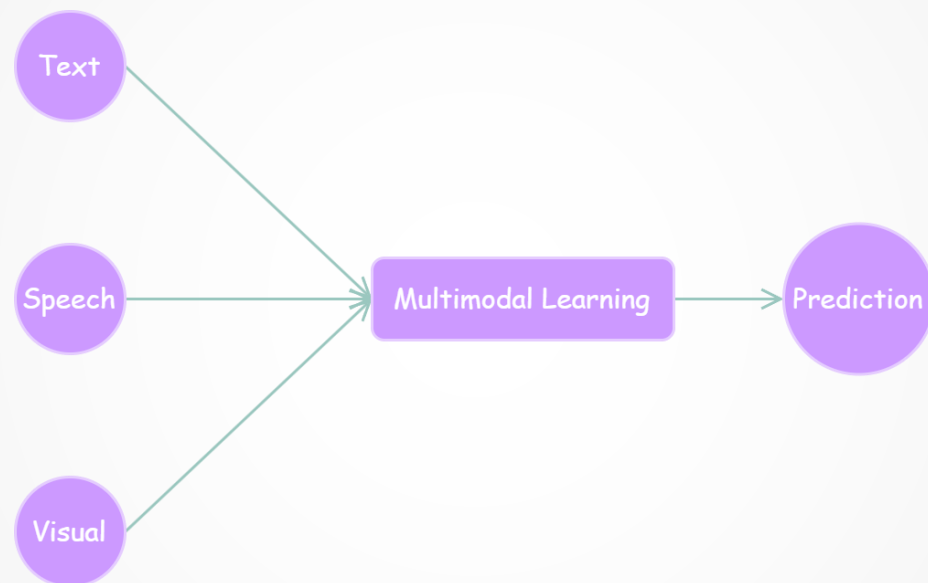 Text
Speech
Multimodal Learning
Prediction
Visual